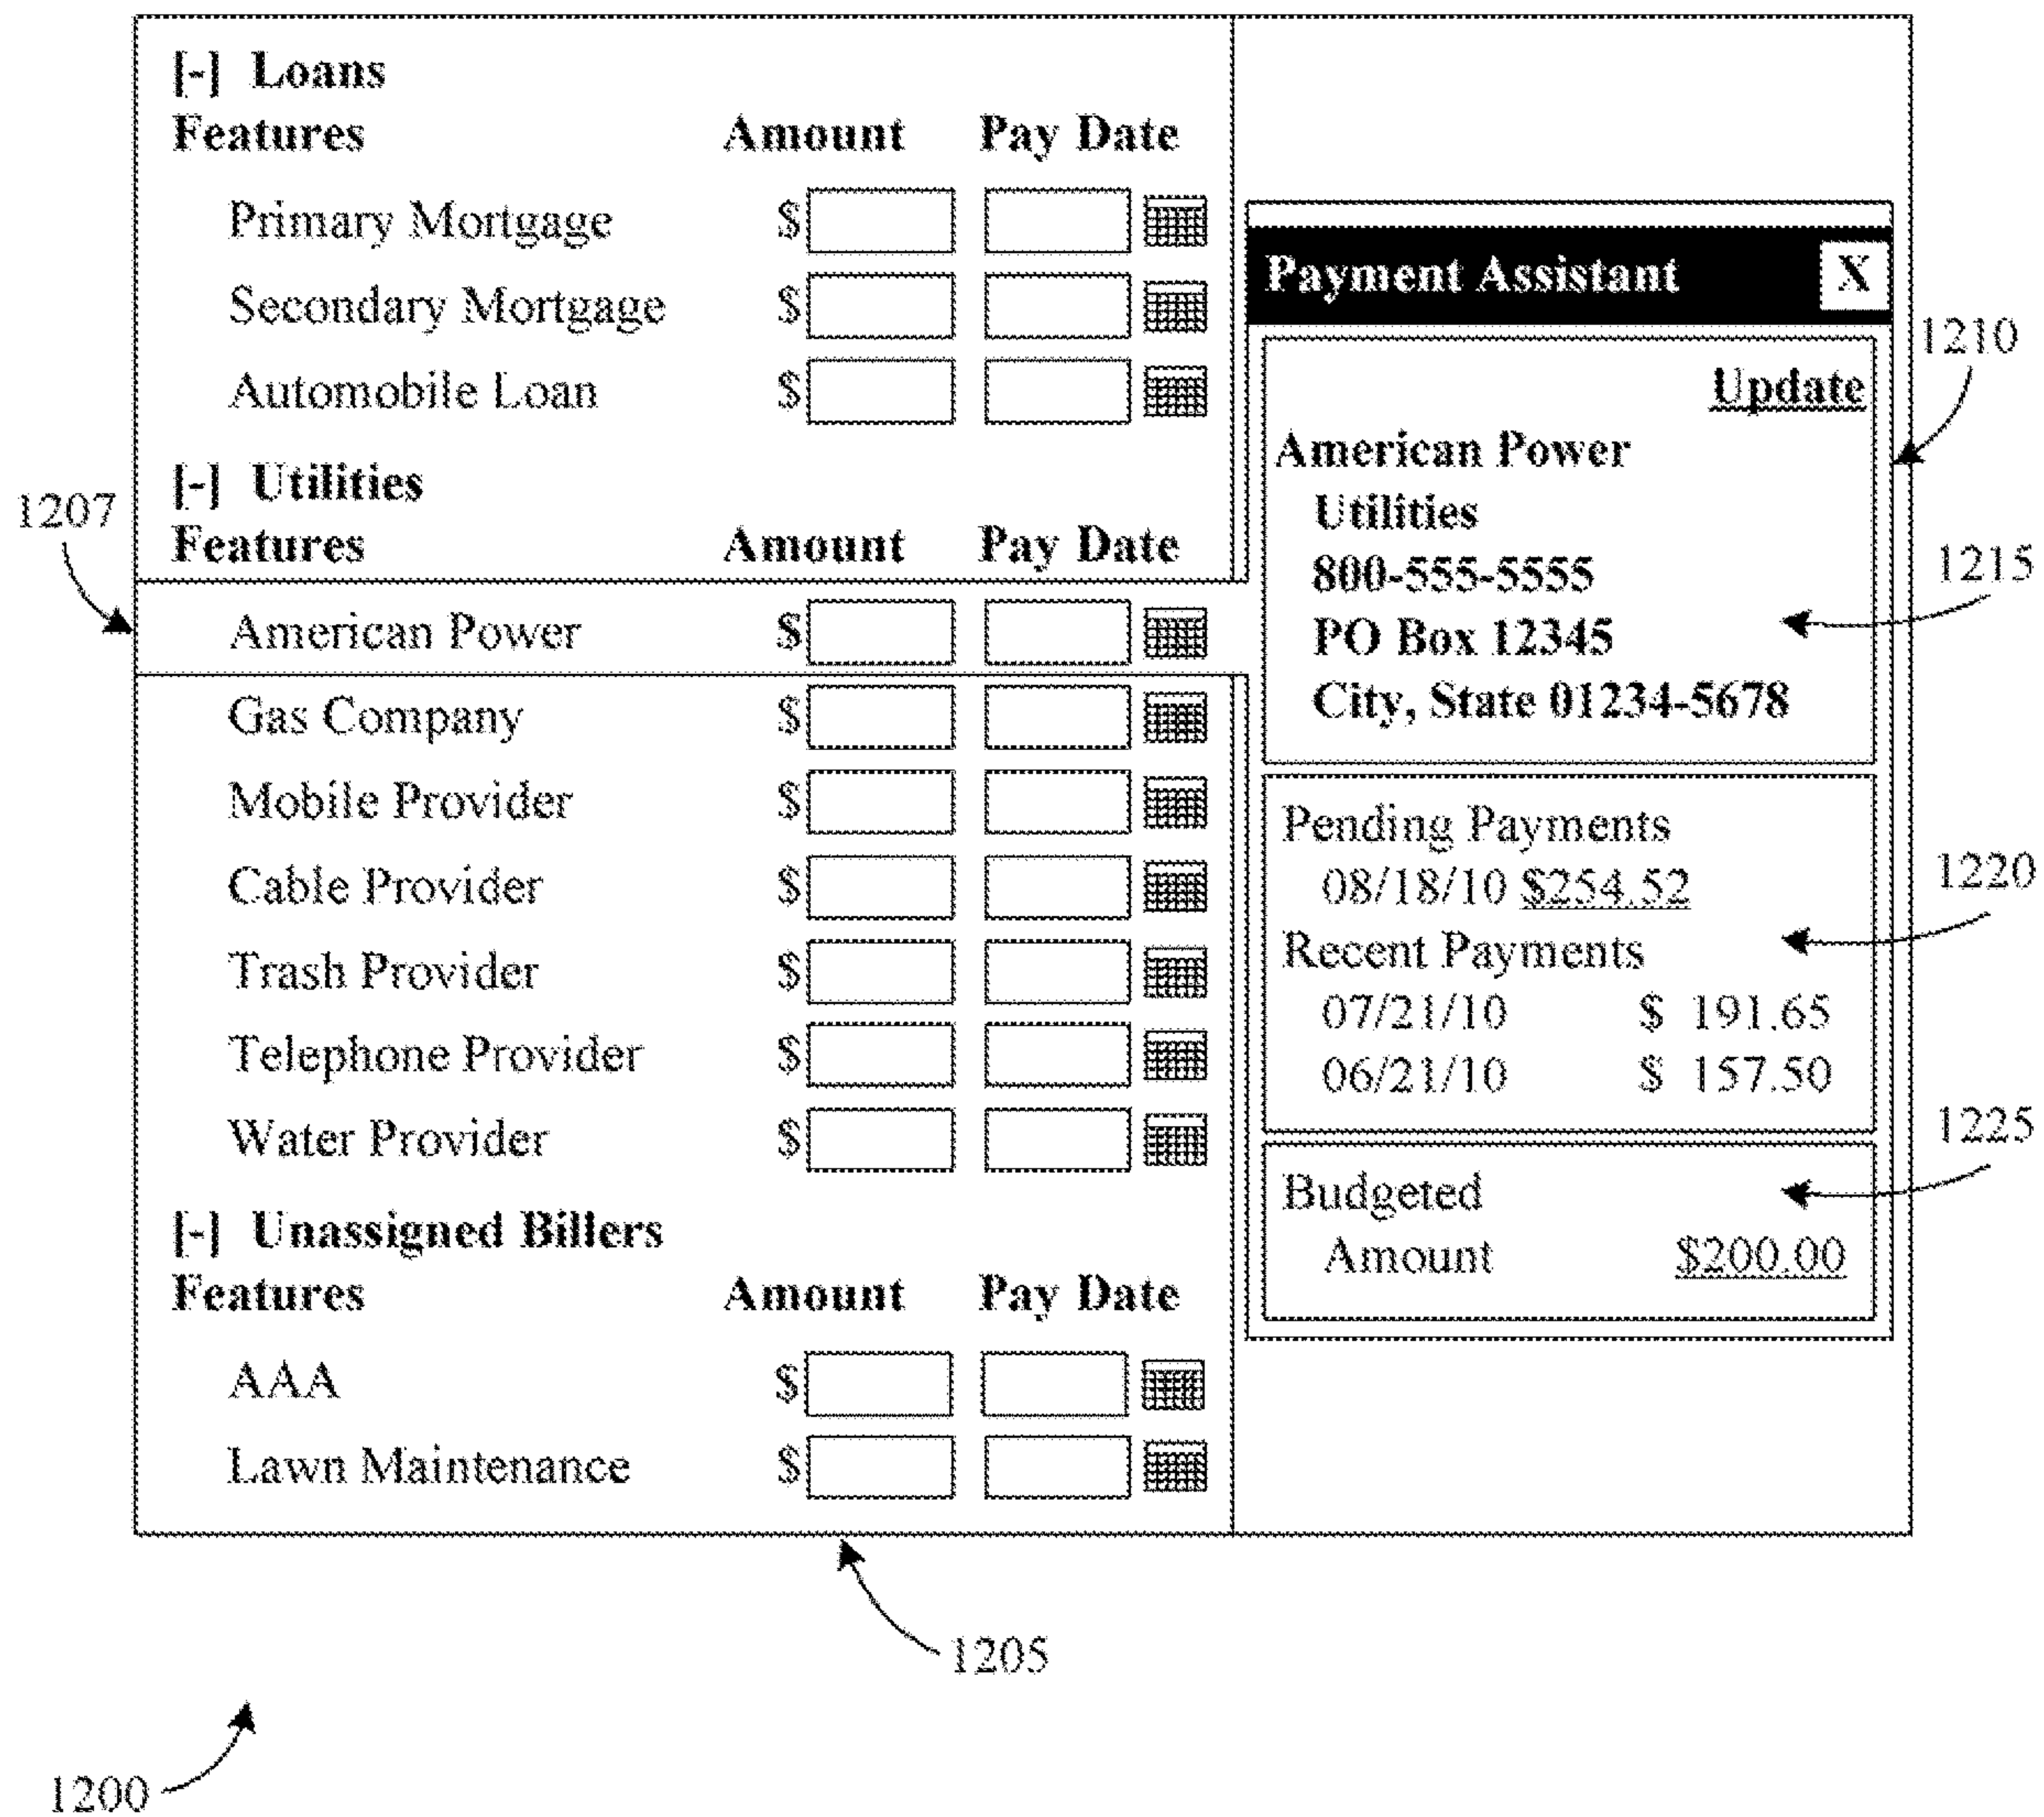 [-] Loans
Features Amount Pay Date
Primary Mortgage $
Secondary Mortgage $
Automobile Loan $
[-] Utilities
Features Amount Pay Date
American Power $
Gas Company $
Mobile Provider $
Cable Provider $
Trash Provider $
Telephone Provider $
Water Provider $
[-] Unassigned Billers
Features Amount Pay Date
AAA $
Lawn Maintenance $
Payment Assistant X
Update
American Power
Utilities
800-555-5555
PO Box 12345
City, State 01234-5678
Pending Payments
08/18/10 $254.52
Recent Payments
07/21/10 $ 191.65
06/21/10 $ 157.50
Budgeted
Amount $200.00
1207
1210
1215
1220
1225
1205
1200